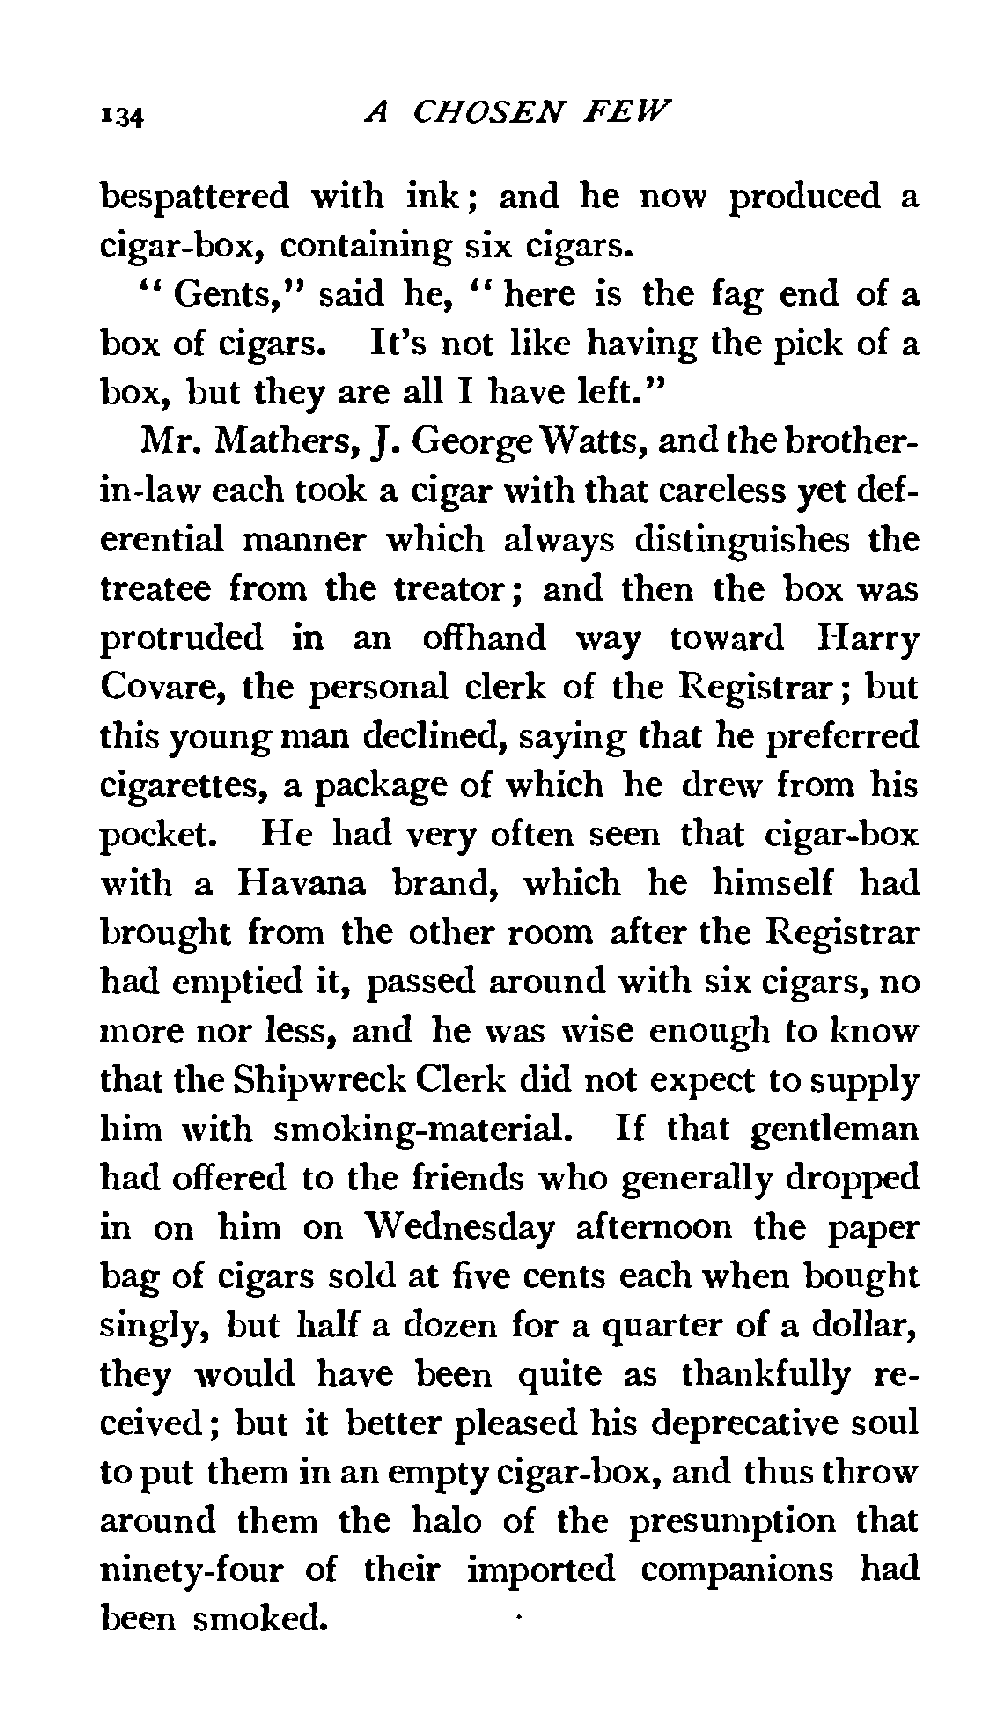 134 A CHOSEN FEW
bespattered with ink; and he now produced a
cigar-box, containing six cigars.
“Gents,” said he, “here is the fag end of a
box of cigars. It’s not like having the pick of a
box, but they are all I have left.”
Mr. Mathers, J. George Watts, and the brother-
in-law each took a cigar with that careless yet def-
erential manner which always distinguishes the
treatee from the treator; and then the box was
protruded in an offhand way toward Harry
Covare, the personal clerk of the Registrar; but
this young man declined, saying that he preferred
cigarettes, a package of which he drew from his
pocket. He had very often seen that cigar-box
with a Havana brand, which he himself had
brought from the other room after the Registrar
had emptied it, passed around with six cigars, no
more nor less, and he was wise enough to know
that the Shipwreck Clerk did not expect to supply
him with smoking-material. If that gentleman
had offered to the friends who generally dropped
in on him on Wednesday afternoon the paper
bag of cigars sold at five cents each when bought
singly, but half a dozen for a quarter of a dollar,
they would have been quite as thankfully re-
ceived; but it better pleased his deprecative soul
to put them in an empty cigar-box, and thus throw
around them the halo of the presumption that
ninety-four of their imported companions had
been smoked.